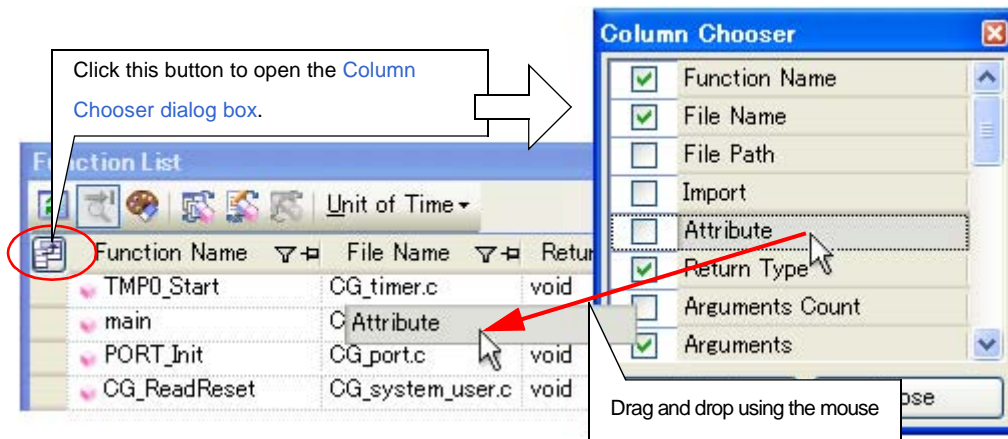 Column Chooser
Click this button to open the Column
Chooser dialog box.
Function Name
File Name
File Path
Import
Attribute
Return Type
Arguments Count
Arguments
Function List
Unit of Time
Function Name File Name Retur
TMP0_Start CG_timer.c void
main C Attribute
PORT_Init CG_port.c void
CG_ReadReset CG_system_user.c void
Drag and drop using the mouse
ose